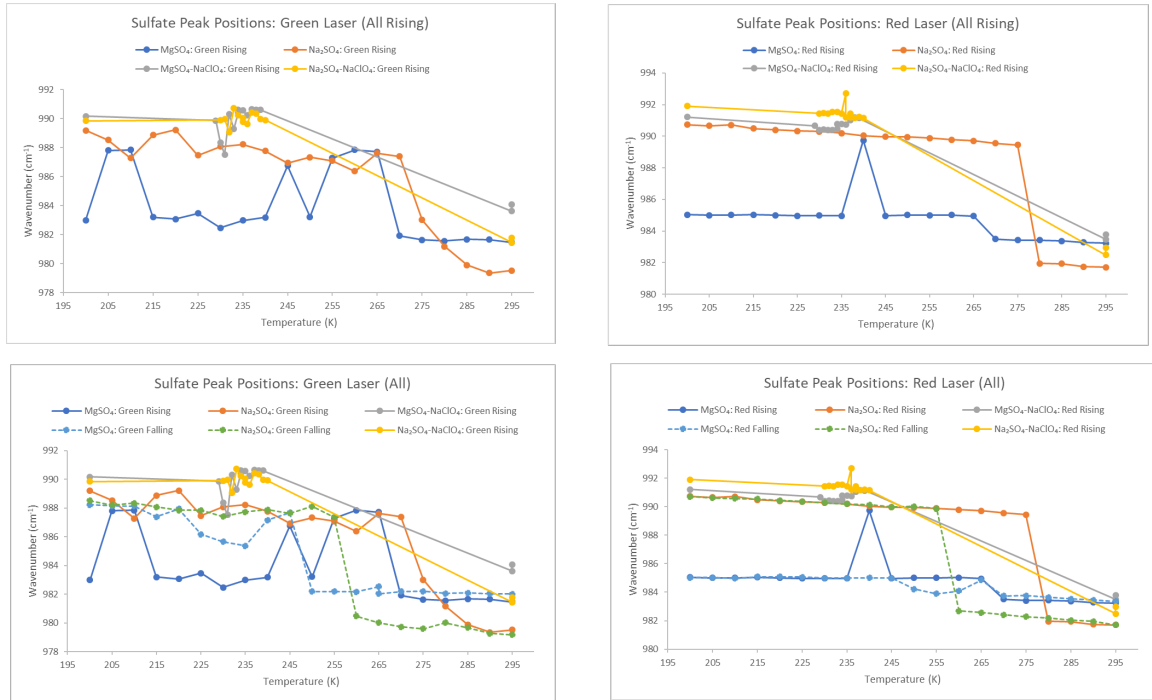 Sulfate Peak Positions: Green Laser (All Rising)
MgSO₄: Green Rising
Na₂SO₄: Green Rising
MgSO₄-NaClO₄: Green Rising
Na₂SO₄-NaClO₄: Green Rising
992
990
988
986
984
982
980
978
Wavenumber (cm⁻¹)
195 205 215 225 235 245 255 265 275 285 295
Temperature (K)
Sulfate Peak Positions: Red Laser (All Rising)
MgSO₄: Red Rising
Na₂SO₄: Red Rising
MgSO₄-NaClO₄: Red Rising
Na₂SO₄-NaClO₄: Red Rising
994
992
990
988
986
984
982
980
Wavenumber (cm⁻¹)
195 205 215 225 235 245 255 265 275 285 295
Temperature (K)
Sulfate Peak Positions: Green Laser (All)
MgSO₄: Green Rising
Na₂SO₄: Green Rising
MgSO₄-NaClO₄: Green Rising
MgSO₄: Green Falling
Na₂SO₄: Green Falling
Na₂SO₄-NaClO₄: Green Rising
992
990
988
986
984
982
980
978
Wavenumber (cm⁻¹)
195 205 215 225 235 245 255 265 275 285 295
Temperature (K)
Sulfate Peak Positions: Red Laser (All)
MgSO₄: Red Rising
Na₂SO₄: Red Rising
MgSO₄-NaClO₄: Red Rising
MgSO₄: Red Falling
Na₂SO₄: Red Falling
Na₂SO₄-NaClO₄: Red Rising
994
992
990
988
986
984
982
980
Wavenumber (cm⁻¹)
195 205 215 225 235 245 255 265 275 285 295
Temperature (K)